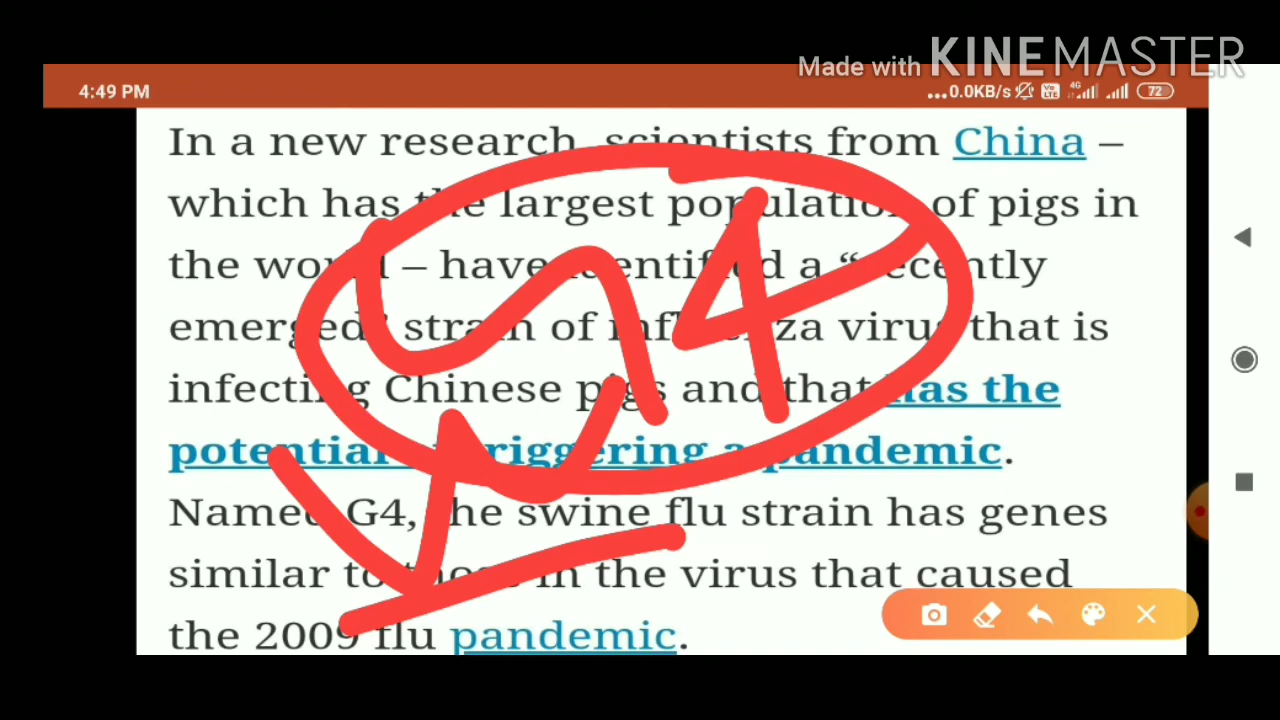 Made with KINEMASTER
4:49 PM
...0.0KB/s Vo LTE 4G 72
In a new research, scientists from China –
which has the largest population of pigs in
the world – have identified a “recently
emerged” strain of influenza virus that is
infecting Chinese pigs and that has the
potential of triggering a pandemic.
Named G4, the swine flu strain has genes
similar to those in the virus that caused
the 2009 flu pandemic.